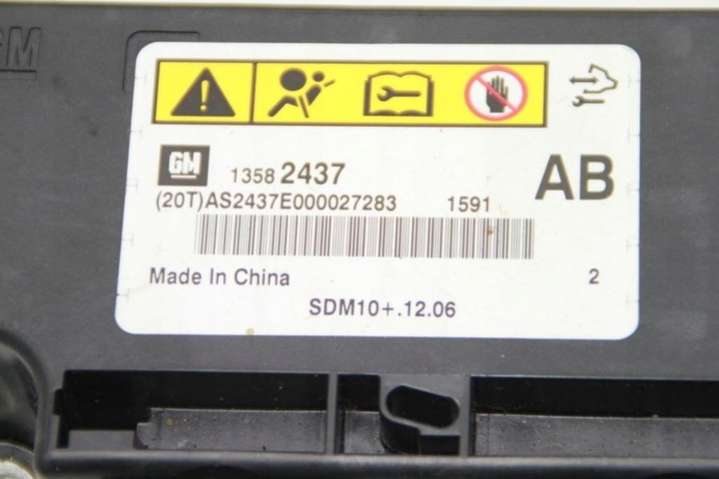 GM
GM 1358 2437 AB
(20T)AS2437E000027283 1591
Made In China 2
SDM10+.12.06